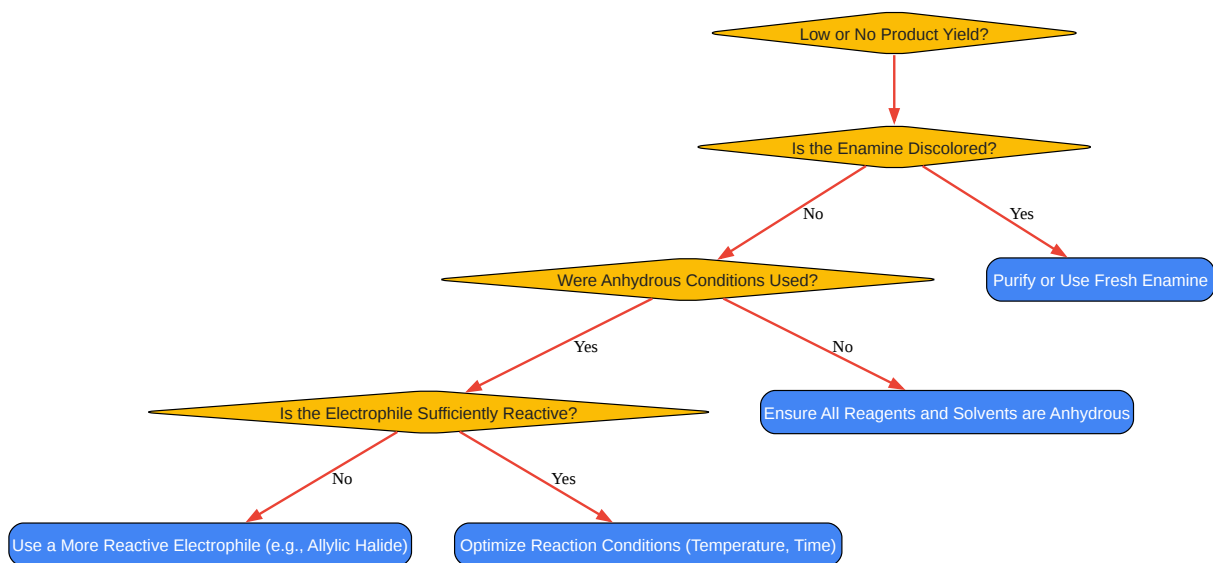 Low or No Product Yield?
Is the Enamine Discolored?
No
Yes
Were Anhydrous Conditions Used?
Purify or Use Fresh Enamine
Yes
No
Is the Electrophile Sufficiently Reactive?
Ensure All Reagents and Solvents are Anhydrous
No
Yes
Use a More Reactive Electrophile (e.g., Allylic Halide)
Optimize Reaction Conditions (Temperature, Time)